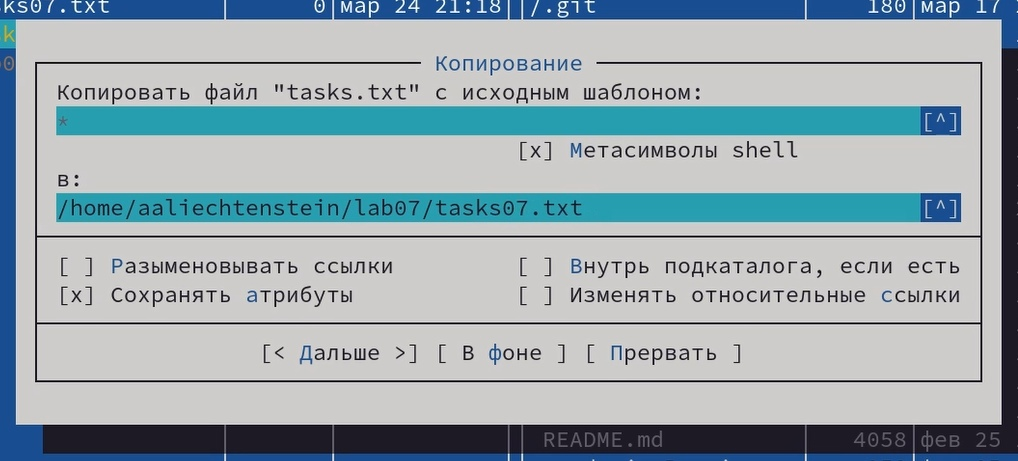 ks07.txt 0 мар 24 21:18 /.git 180 мар 17
Копирование
Копировать файл "tasks.txt" с исходным шаблоном:
* [^]
[x] Метасимволы shell
в:
/home/aaliechtenstein/lab07/tasks07.txt [^]
[ ] Разыменовывать ссылки [ ] Внутрь подкаталога, если есть
[x] Сохранять атрибуты [ ] Изменять относительные ссылки
[< Дальше >] [ В фоне ] [ Прервать ]
README.md 4058 фев 25